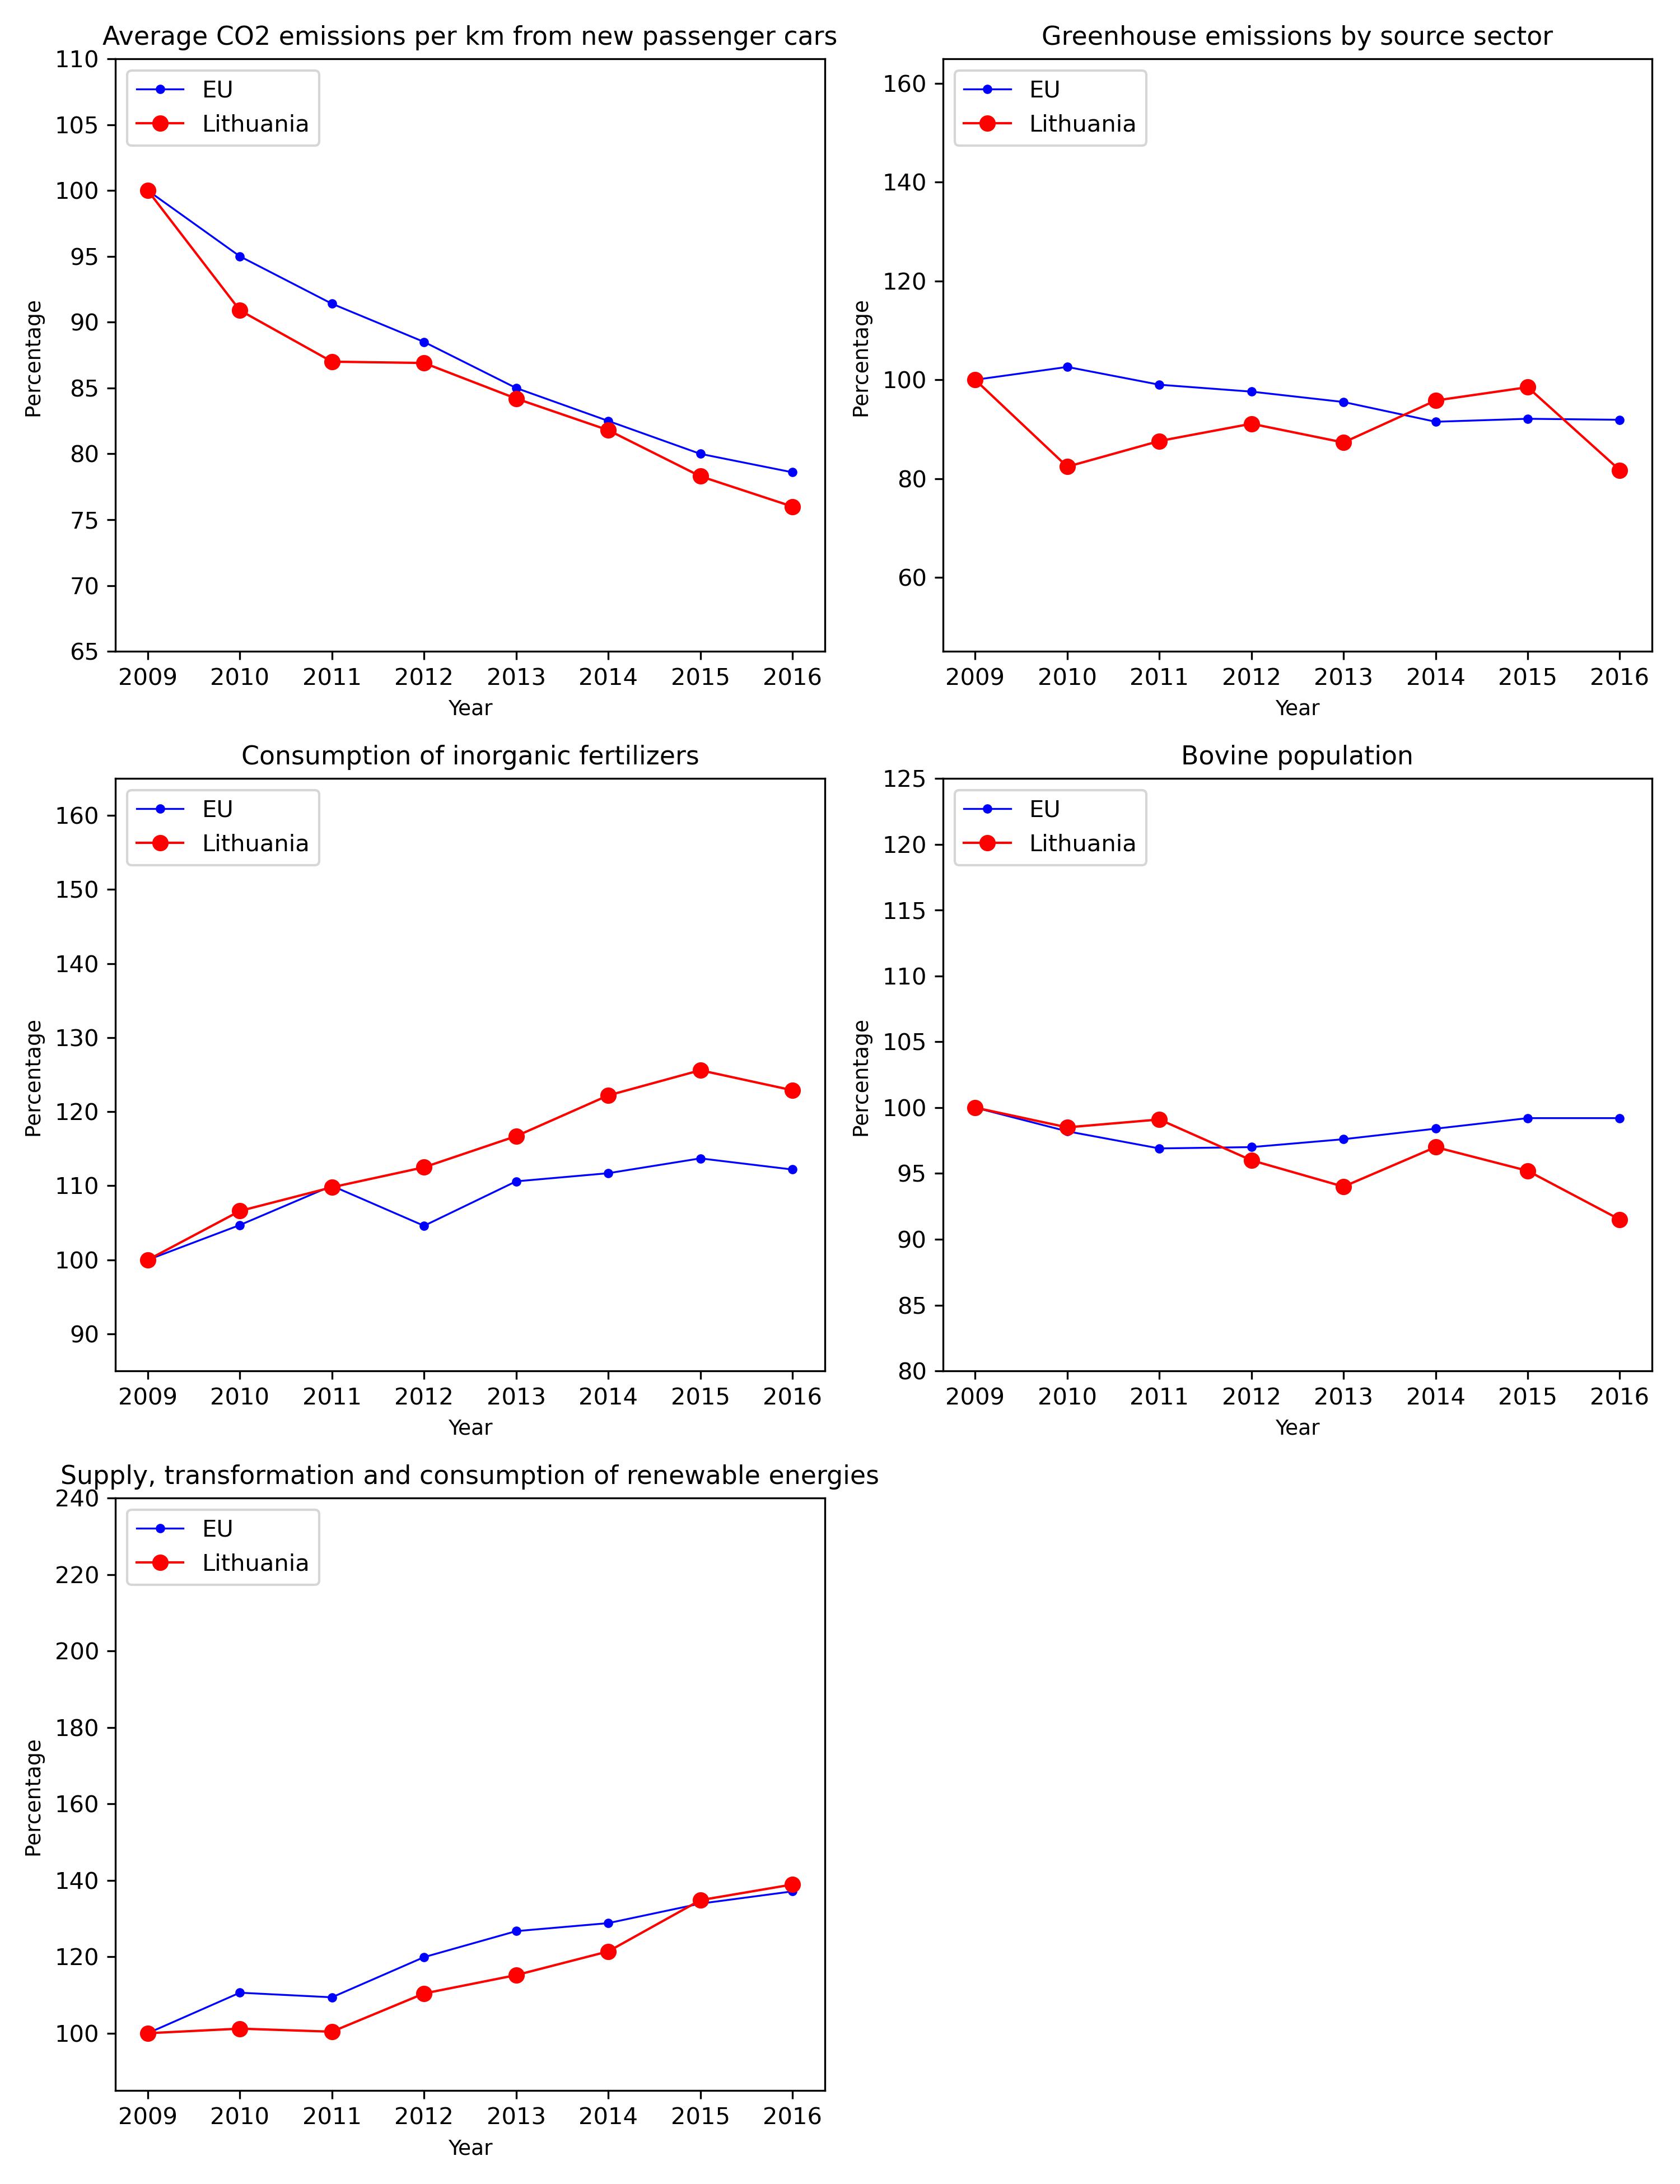 Average CO2 emissions per km from new passenger cars
110
105
100
95
90
85
80
75
70
65
Percentage
EU
Lithuania
2009 2010 2011 2012 2013 2014 2015 2016
Year
Greenhouse emissions by source sector
160
140
120
100
80
60
Percentage
EU
Lithuania
2009 2010 2011 2012 2013 2014 2015 2016
Year
Consumption of inorganic fertilizers
160
150
140
130
120
110
100
90
Percentage
EU
Lithuania
2009 2010 2011 2012 2013 2014 2015 2016
Year
Bovine population
125
120
115
110
105
100
95
90
85
80
Percentage
EU
Lithuania
2009 2010 2011 2012 2013 2014 2015 2016
Year
Supply, transformation and consumption of renewable energies
240
220
200
180
160
140
120
100
Percentage
EU
Lithuania
2009 2010 2011 2012 2013 2014 2015 2016
Year